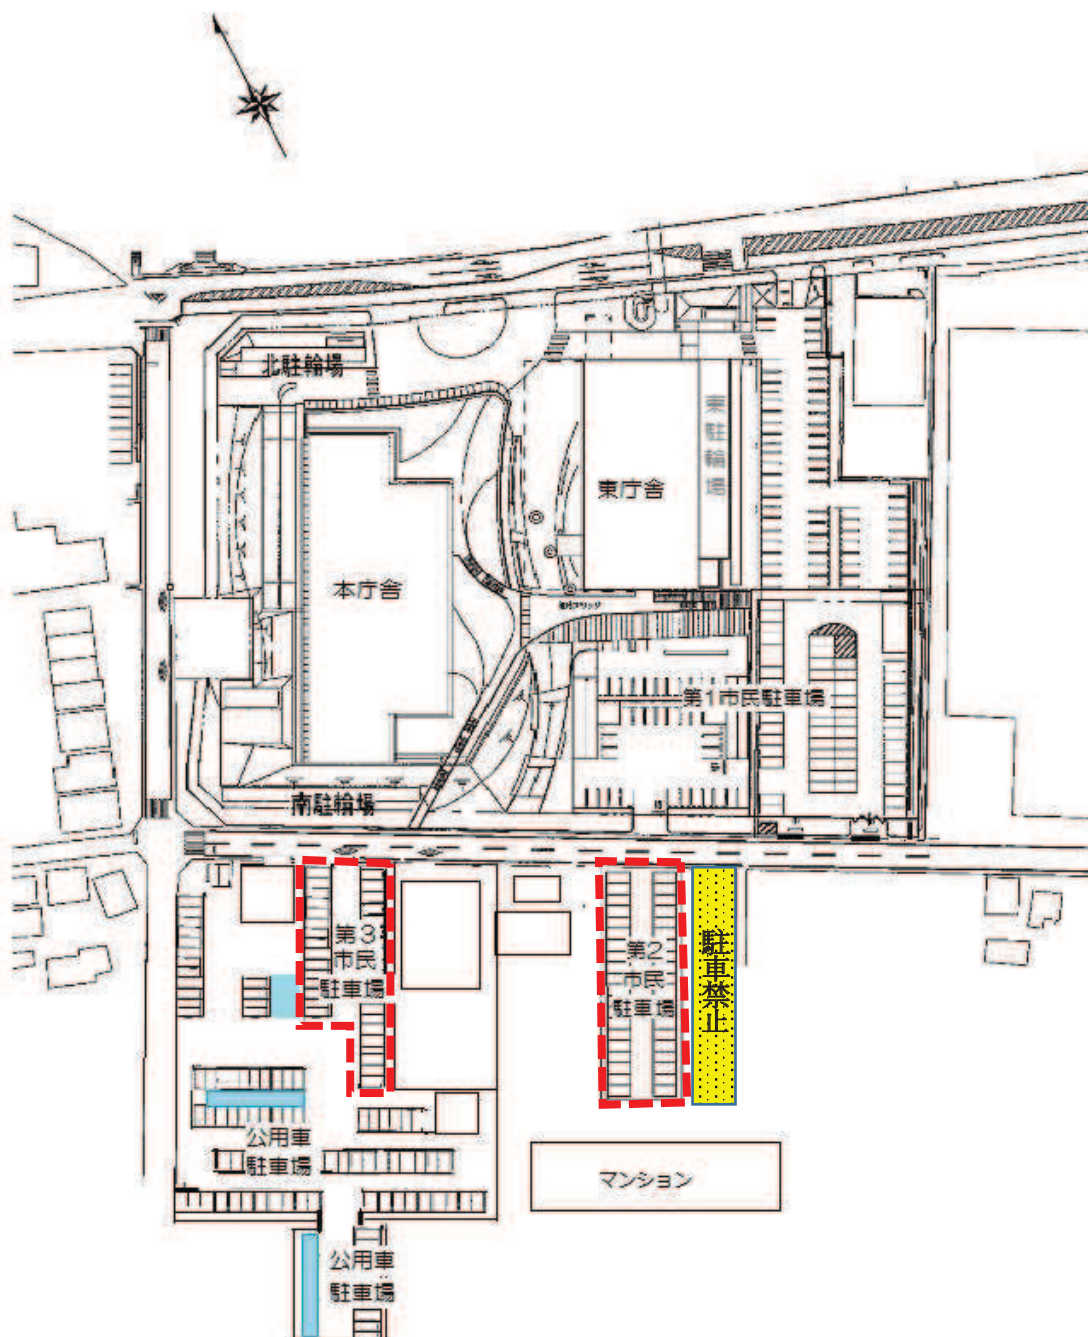 北駐輪場
東駐輪場
東庁舎
本庁舎
第1市民駐車場
南駐輪場
第3
市民
駐車場
第2
市民
駐車場
駐車禁止
公用車
駐車場
マンション
公用車
駐車場